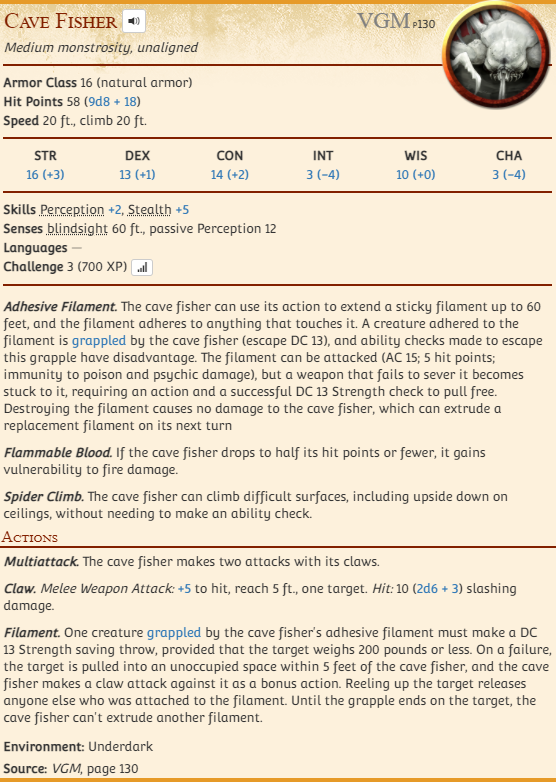 Cave Fisher VGM p130
Medium monstrosity, unaligned
Armor Class 16 (natural armor)
Hit Points 58 (9d8 + 18)
Speed 20 ft., climb 20 ft.
STR DEX CON INT WIS CHA
16 (+3) 13 (+1) 14 (+2) 3 (−4) 10 (+0) 3 (−4)
Skills Perception +2, Stealth +5
Senses blindsight 60 ft., passive Perception 12
Languages —
Challenge 3 (700 XP)
Adhesive Filament. The cave fisher can use its action to extend a sticky filament up to 60
feet, and the filament adheres to anything that touches it. A creature adhered to the
filament is grappled by the cave fisher (escape DC 13), and ability checks made to escape
this grapple have disadvantage. The filament can be attacked (AC 15; 5 hit points;
immunity to poison and psychic damage), but a weapon that fails to sever it becomes
stuck to it, requiring an action and a successful DC 13 Strength check to pull free.
Destroying the filament causes no damage to the cave fisher, which can extrude a
replacement filament on its next turn
Flammable Blood. If the cave fisher drops to half its hit points or fewer, it gains
vulnerability to fire damage.
Spider Climb. The cave fisher can climb difficult surfaces, including upside down on
ceilings, without needing to make an ability check.
Actions
Multiattack. The cave fisher makes two attacks with its claws.
Claw. Melee Weapon Attack: +5 to hit, reach 5 ft., one target. Hit: 10 (2d6 + 3) slashing
damage.
Filament. One creature grappled by the cave fisher's adhesive filament must make a DC
13 Strength saving throw, provided that the target weighs 200 pounds or less. On a failure,
the target is pulled into an unoccupied space within 5 feet of the cave fisher, and the cave
fisher makes a claw attack against it as a bonus action. Reeling up the target releases
anyone else who was attached to the filament. Until the grapple ends on the target, the
cave fisher can't extrude another filament.
Environment: Underdark
Source: VGM, page 130